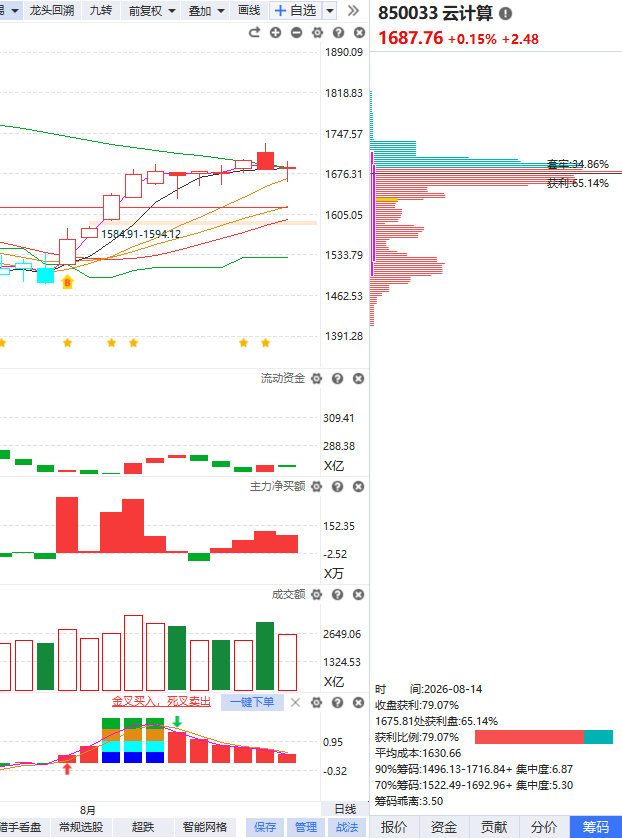 龙头回溯 九转 前复权 叠加 画线 +自选
850033 云计算
1687.76 +0.15% +2.48
1890.09
1818.83
1747.57
1676.31
1605.05
1533.79
1462.53
1391.28
1584.91-1594.12
B
套牢:34.86%
获利:65.14%
流动资金
309.41
288.38
X亿
主力净买额
152.35
-2.52
X万
成交额
2649.06
1324.53
X亿
金叉买入，死叉卖出 一键下单
0.95
-0.32
8月 日线
时 间:2026-08-14
收盘获利:79.07%
1675.81处获利盘:65.14%
获利比例:79.07%
平均成本:1630.66
90%筹码:1496.13-1716.84+ 集中度:6.87
70%筹码:1522.49-1692.96+ 集中度:5.30
筹码乖离:3.50
猎手看盘 常规选股 超跌 智能网格 保存 管理 战法
报价 资金 贡献 分价 筹码